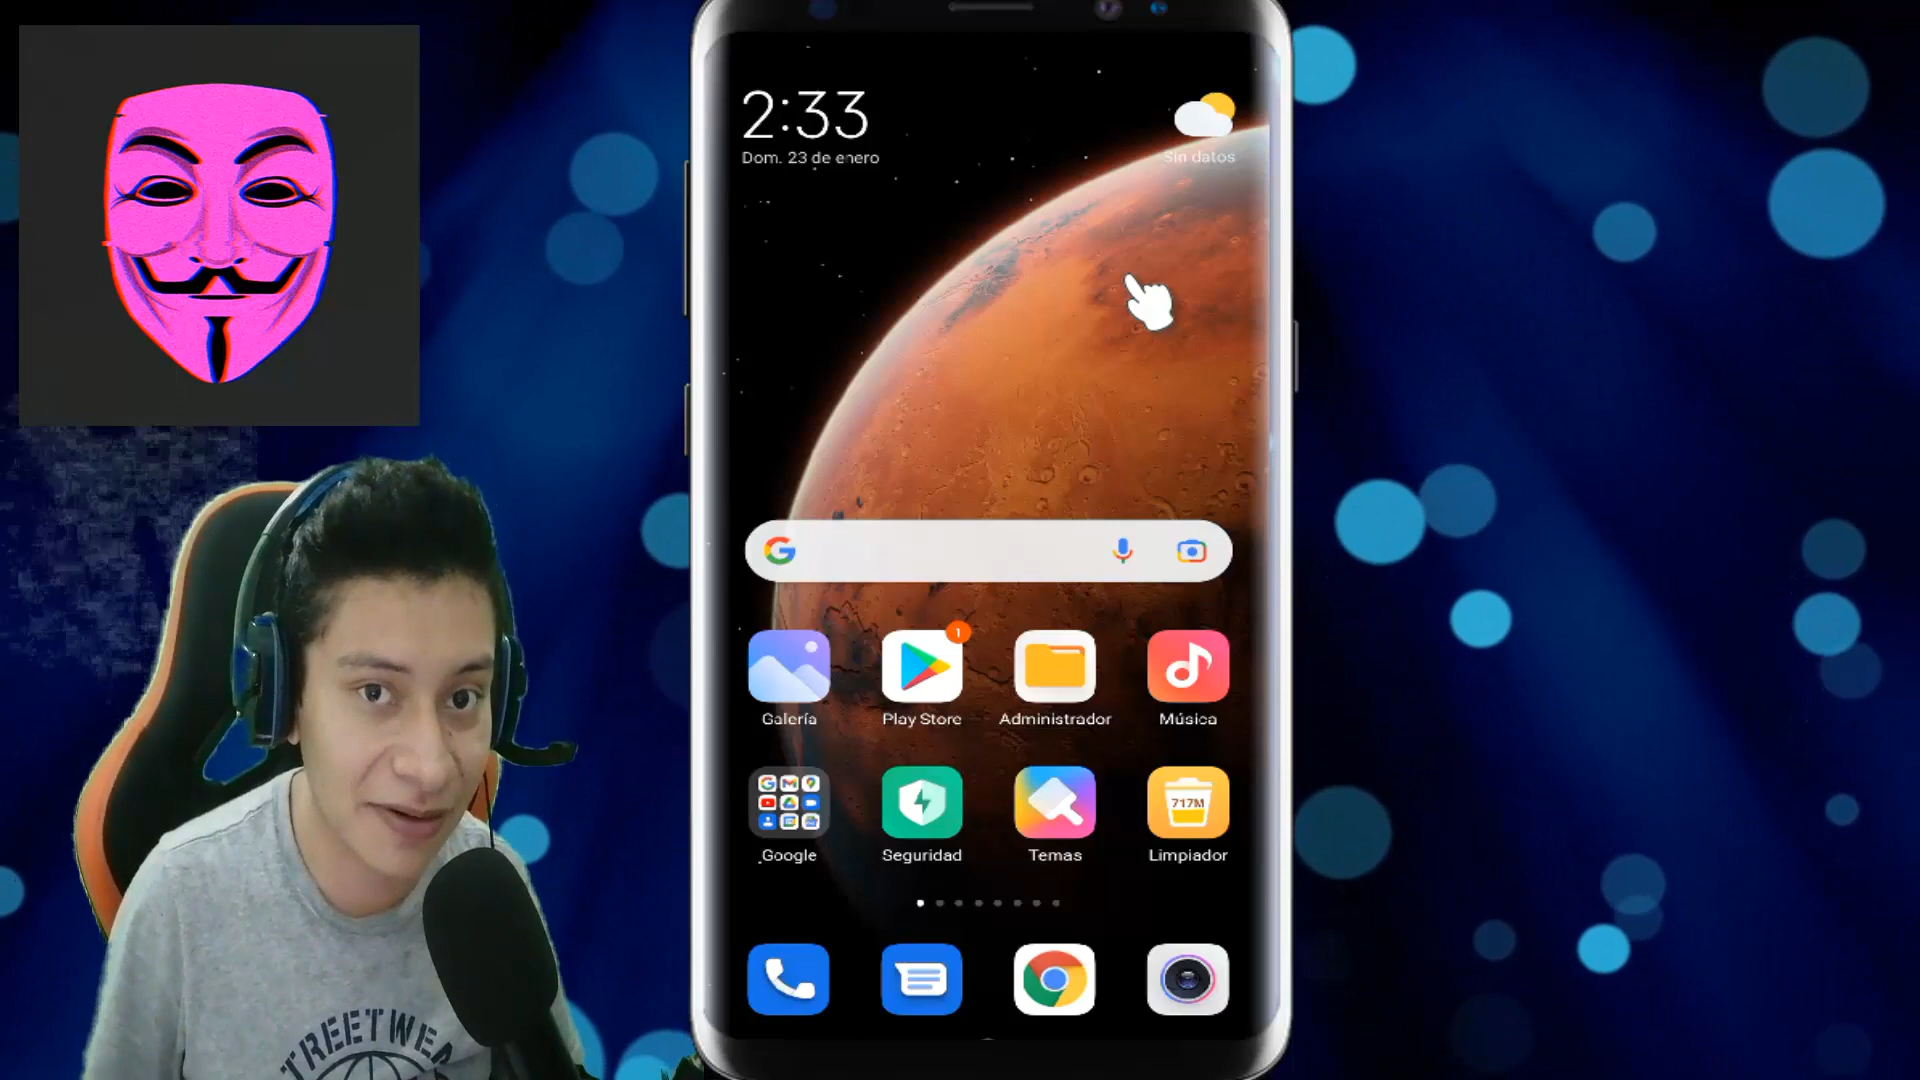 2:33
Dom. 23 de enero
Sin datos
G
1
Galería
Play Store
Administrador
Música
717M
Google
Seguridad
Temas
Limpiador
TREETWEA